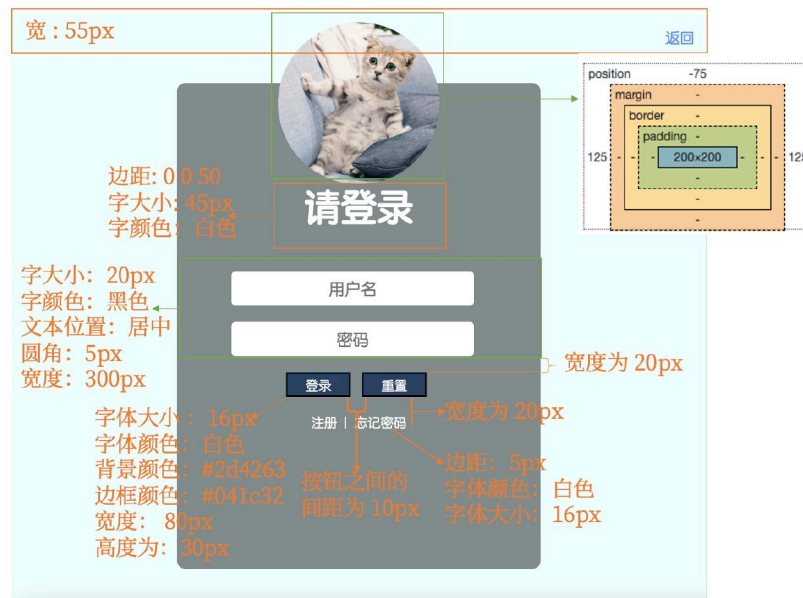 宽 : 55px
返回
position -75
margin -
border -
padding -
125 - - - 200×200 - - - 125
-
-
-
边距: 0 0 50
字大小: 45px
字颜色: 白色
请登录
字大小: 20px
字颜色: 黑色
文本位置: 居中
圆角: 5px
宽度: 300px
用户名
密码
宽度为 20px
登录
重置
宽度为 20px
注册 | 忘记密码
字体大小 : 16px
字体颜色: 白色
背景颜色: #2d4263
边框颜色: #041c32
宽度: 80px
高度为: 30px
按钮之间的
间距为 10px
边距: 5px
字体颜色: 白色
字体大小: 16px